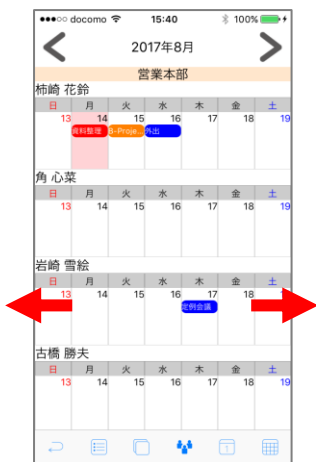 docomo 15:40 100%
2017年8月
営業本部
柿崎 花鈴
日 月 火 水 木 金 土
13 14 15 16 17 18 19
資料整理 B-Proje... 外出
角 心菜
日 月 火 水 木 金 土
13 14 15 16 17 18 19
岩崎 雪絵
日 月 火 水 木 金 土
13 14 15 16 17 18
定例会議
古橋 勝夫
日 月 火 水 木 金 土
13 14 15 16 17 18 19
1